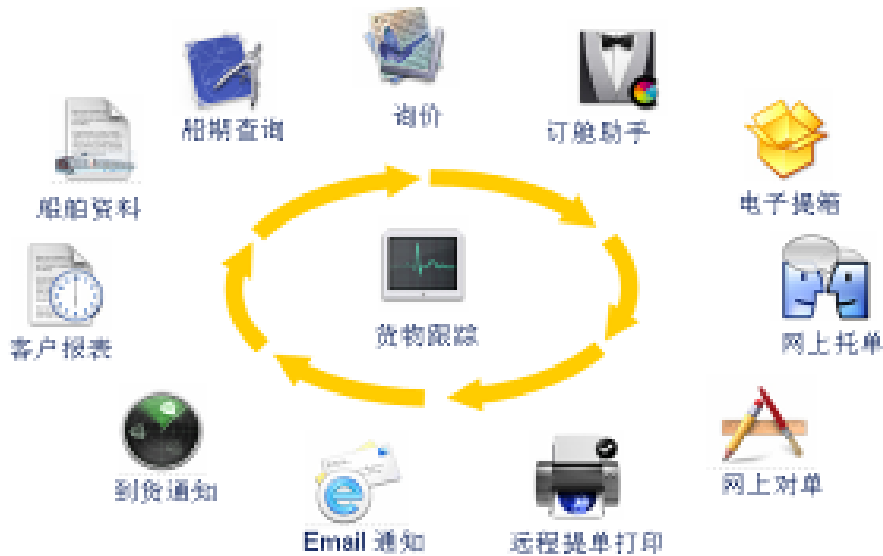 船期查询
询价
订舱助手
船舶资料
电子提箱
客户报表
货物跟踪
网上托单
到货通知
网上对单
Email 通知
远程提单打印